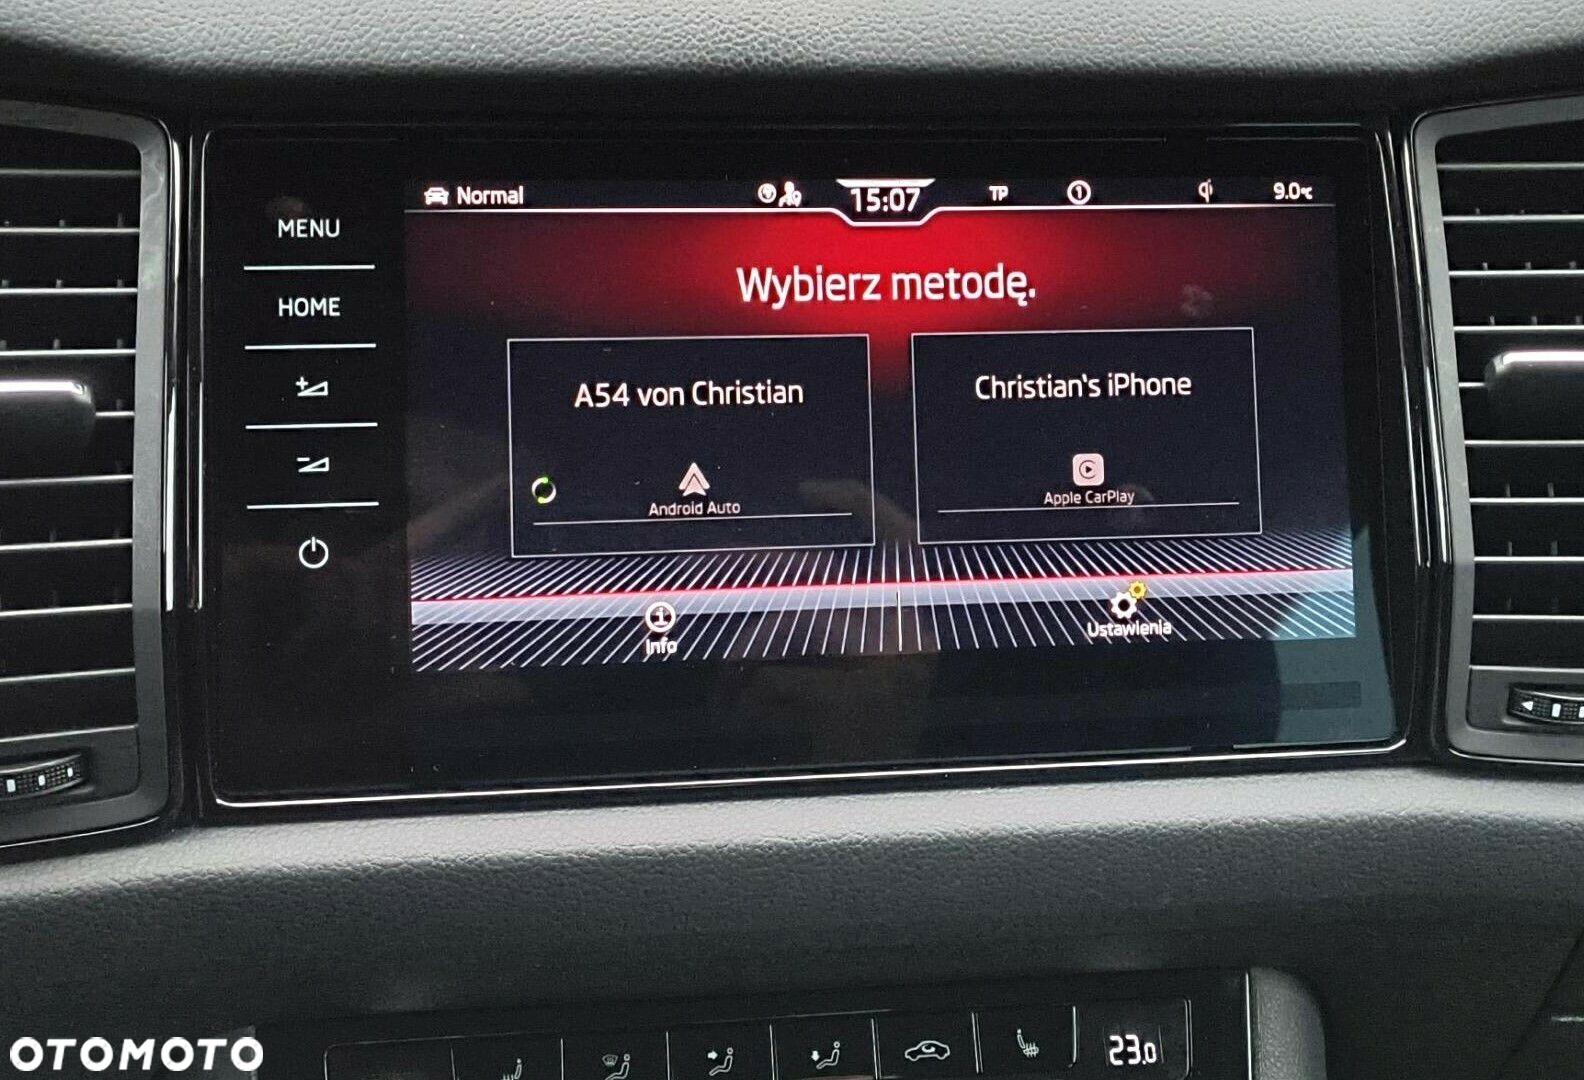 Normal
15:07
TP
1
9.0°C
MENU
HOME
Wybierz metodę.
A54 von Christian
Android Auto
Christian's iPhone
Apple CarPlay
Info
Ustawienia
23.0
OTOMOTO